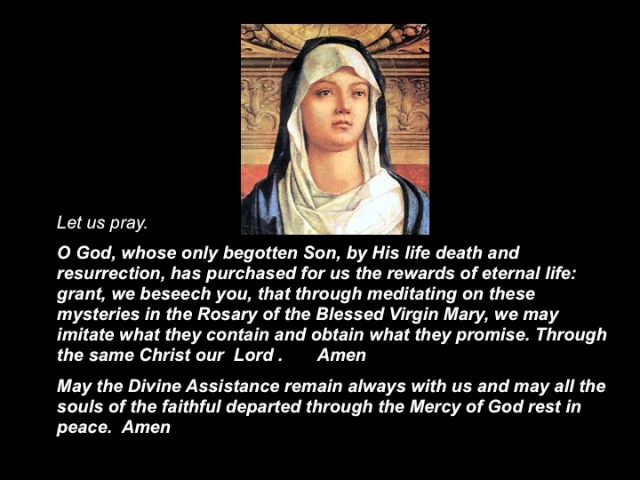 Let us pray.
O God, whose only begotten Son, by His life death and
resurrection, has purchased for us the rewards of eternal life:
grant, we beseech you, that through meditating on these
mysteries in the Rosary of the Blessed Virgin Mary, we may
imitate what they contain and obtain what they promise. Through
the same Christ our  Lord .       Amen
May the Divine Assistance remain always with us and may all the
souls of the faithful departed through the Mercy of God rest in
peace.  Amen